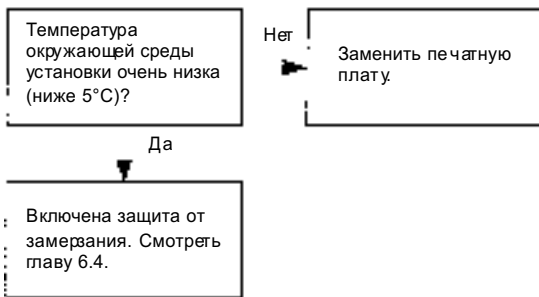 Температура
окружающей среды
установки очень низка
(ниже 5°C)?
Нет
Заменить печатную
плату.
Да
Включена защита от
замерзания. Смотреть
главу 6.4.